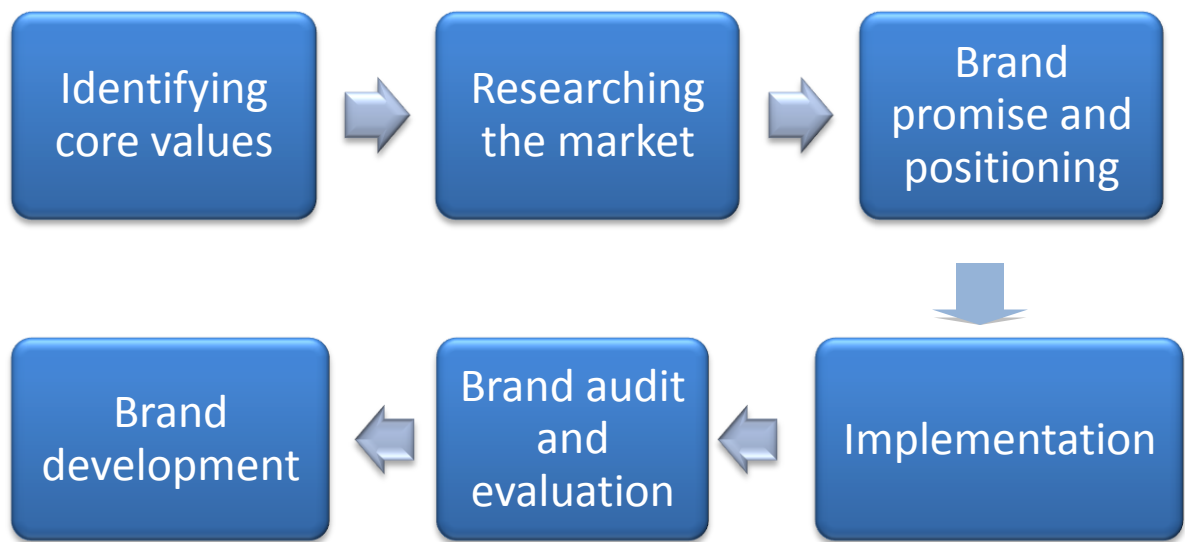 Identifying
core values
Researching
the market
Brand
promise and
positioning
Implementation
Brand audit
and
evaluation
Brand
development